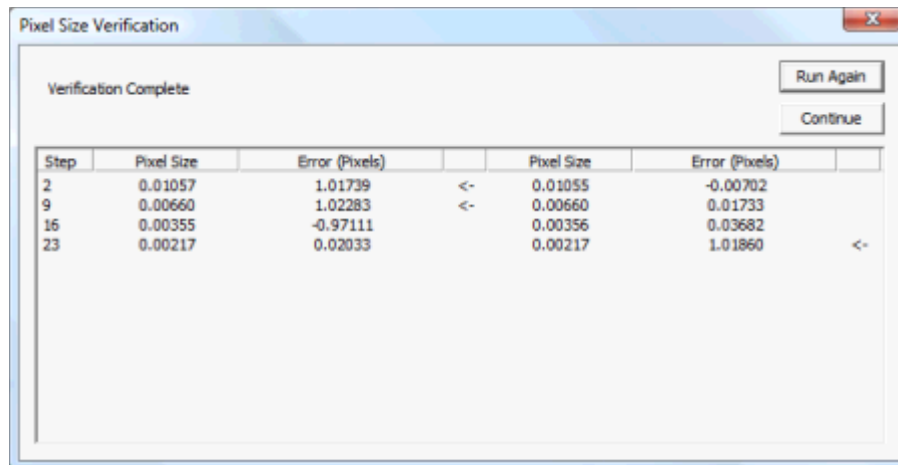 Pixel Size Verification
Verification Complete
Run Again
Continue
Step Pixel Size Error (Pixels) Pixel Size Error (Pixels)
2 0.01057 1.01739 <- 0.01055 -0.00702
9 0.00660 1.02283 <- 0.00660 0.01733
16 0.00355 -0.97111 0.00356 0.03682
23 0.00217 0.02033 0.00217 1.01860 <-